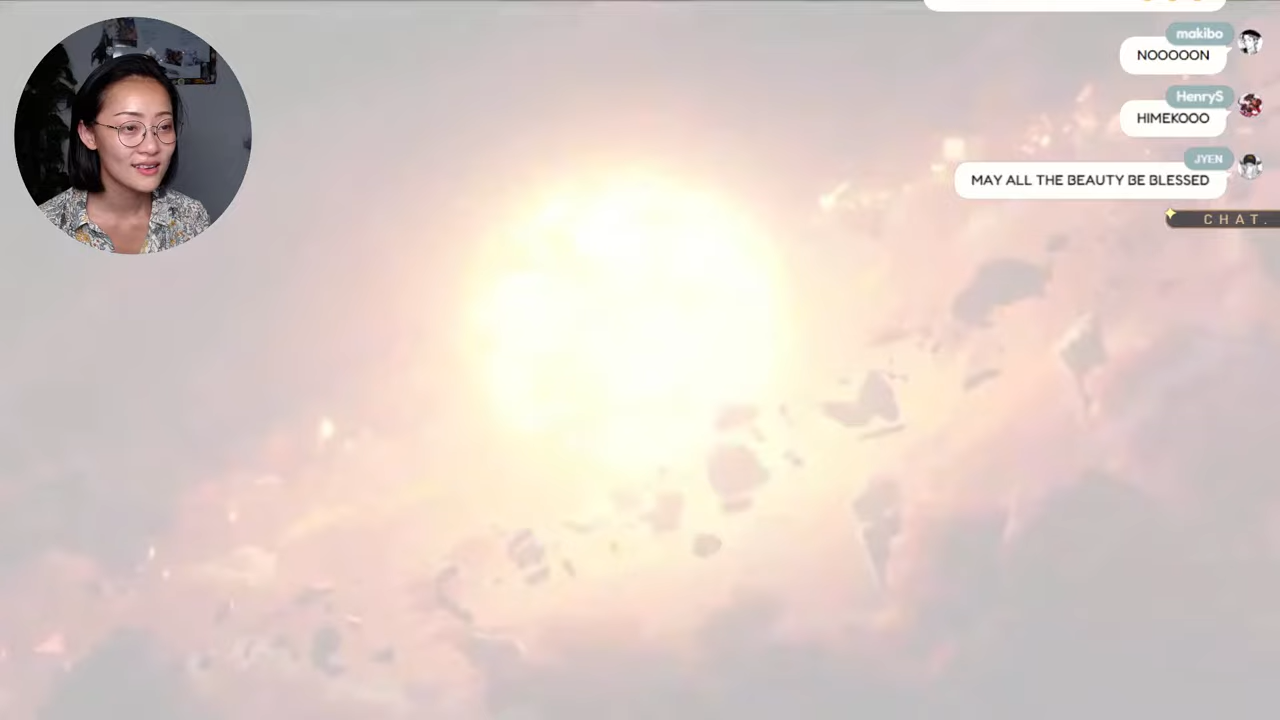 makibo
NOOOOON
HenryS
HIMEKOOO
JYEN
MAY ALL THE BEAUTY BE BLESSED
CHAT.